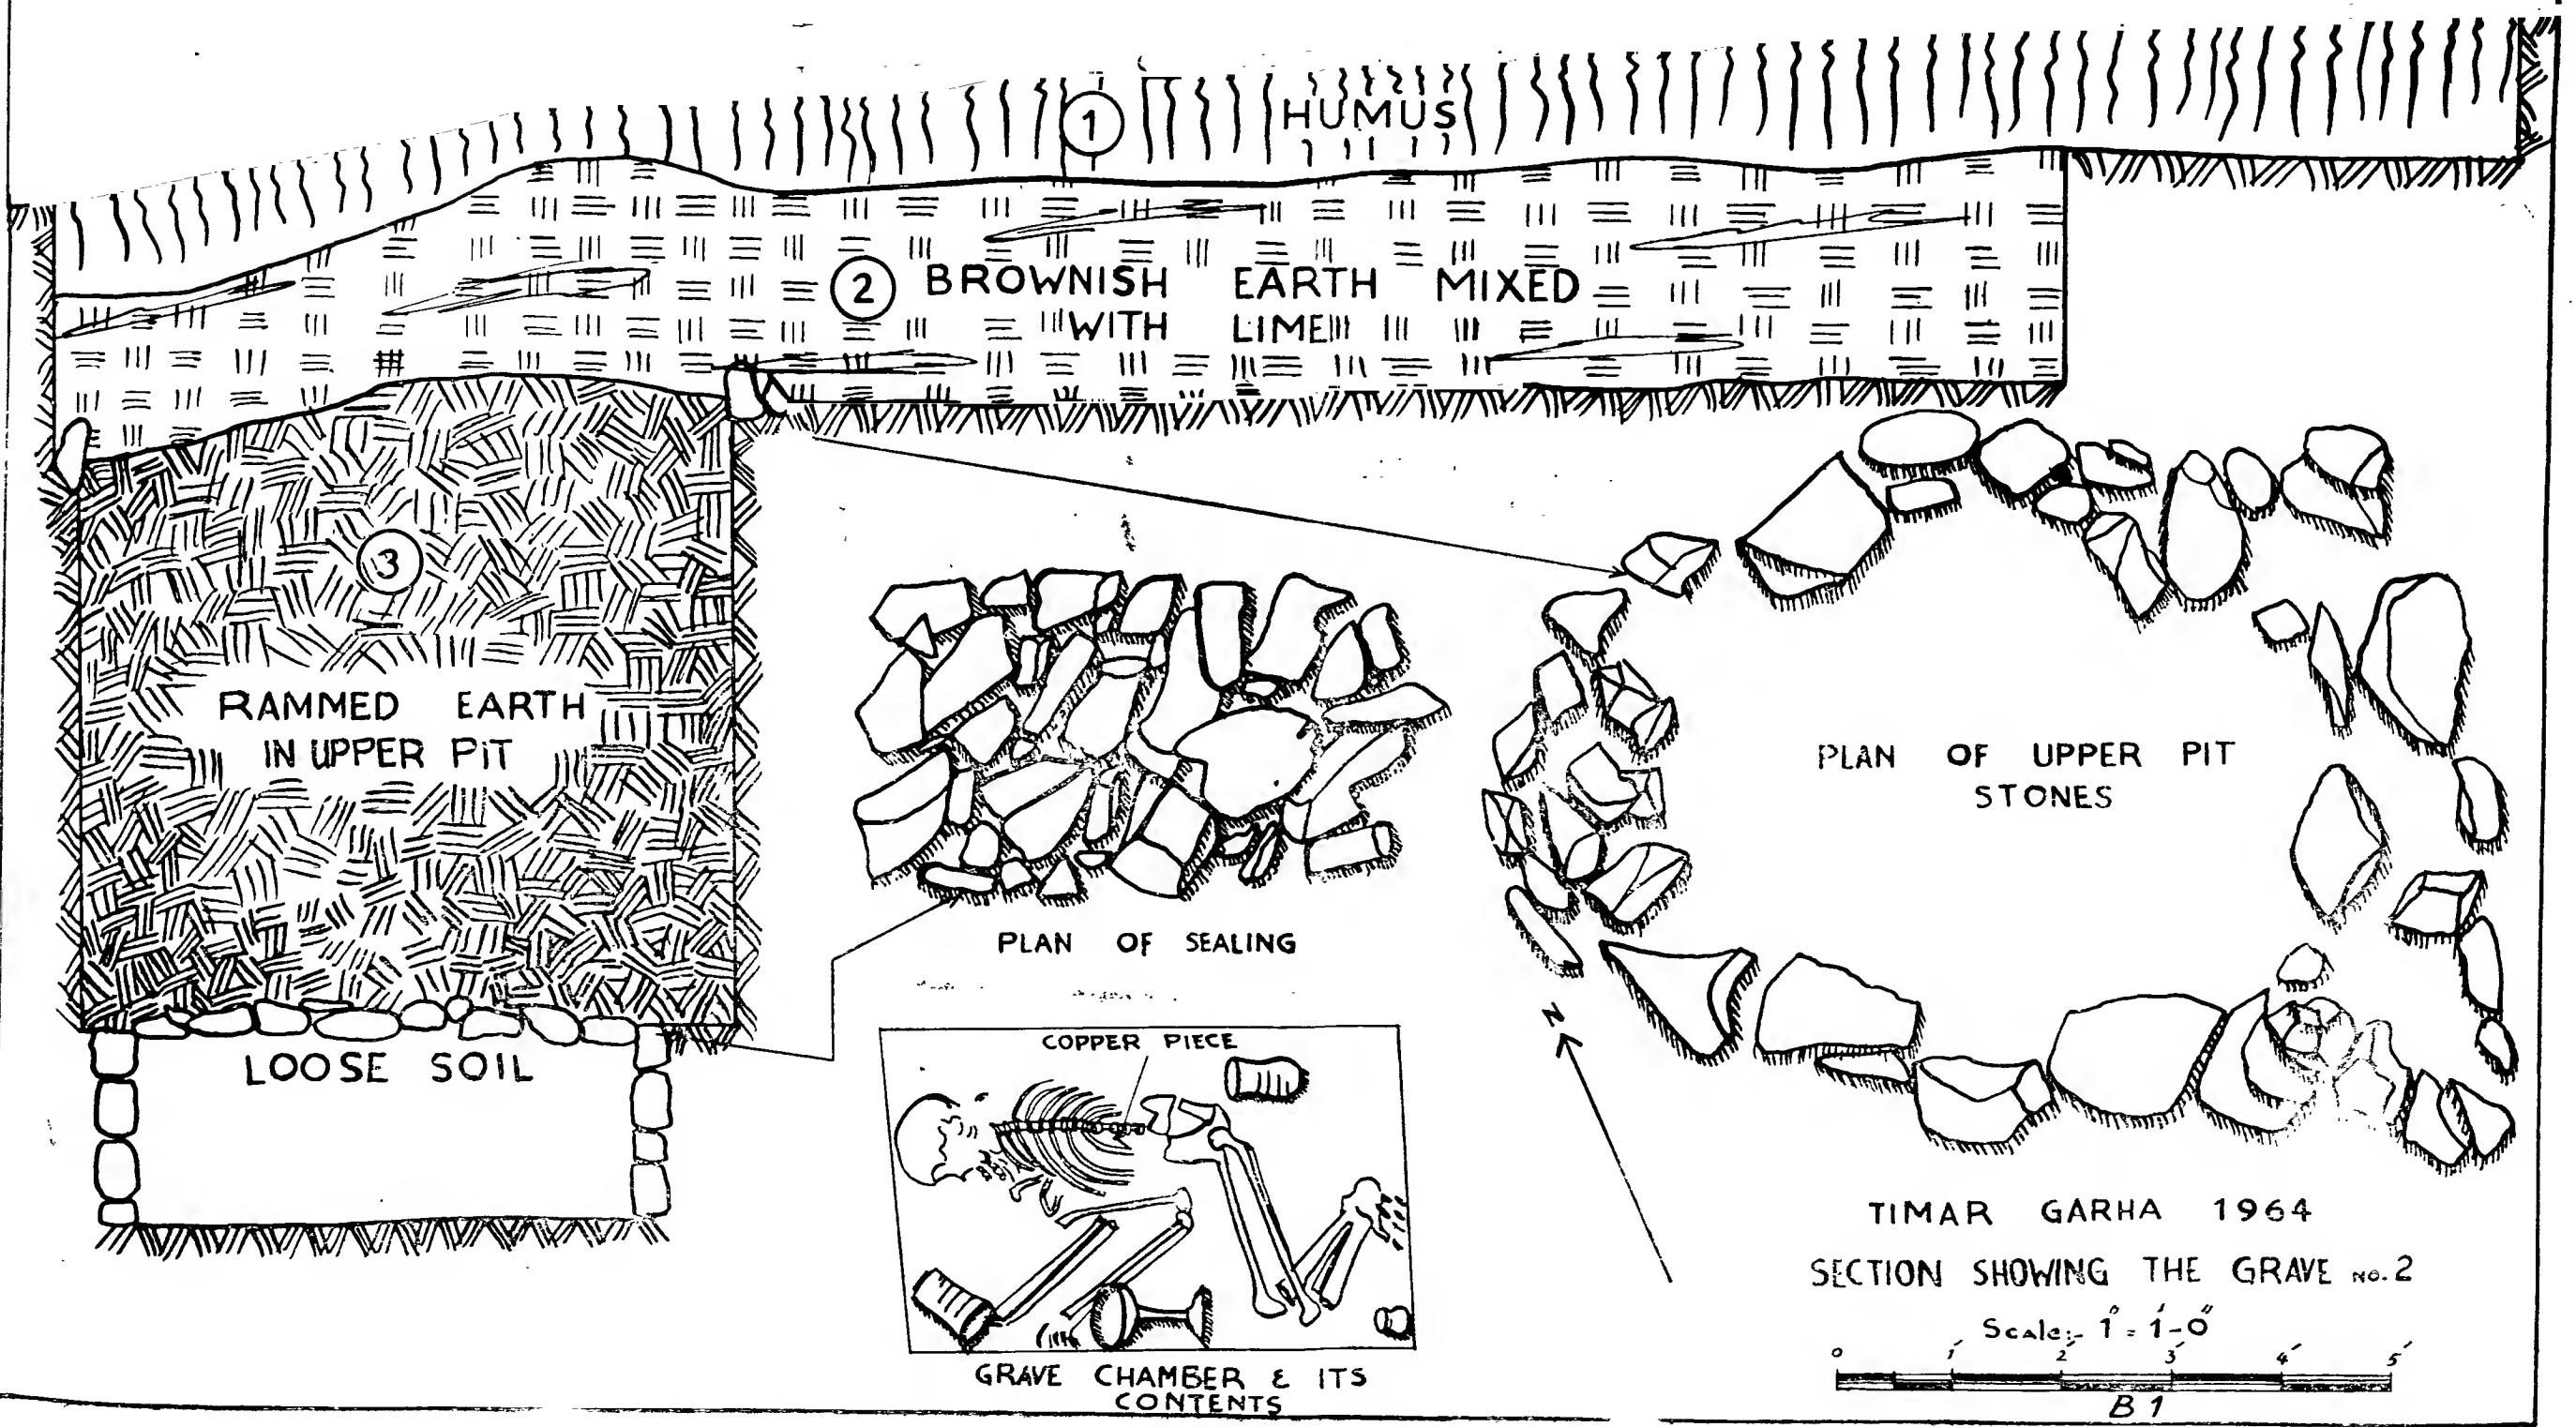 1 HUMUS
2 BROWNISH EARTH MIXED
WITH LIME
3
RAMMED EARTH
IN UPPER PIT
LOOSE SOIL
PLAN OF SEALING
PLAN OF UPPER PIT
STONES
N
COPPER PIECE
GRAVE CHAMBER & ITS
CONTENTS
TIMAR GARHA 1964
SECTION SHOWING THE GRAVE NO. 2
Scale:- 1" = 1'-0"
0 1' 2' 3' 4' 5'
B 1